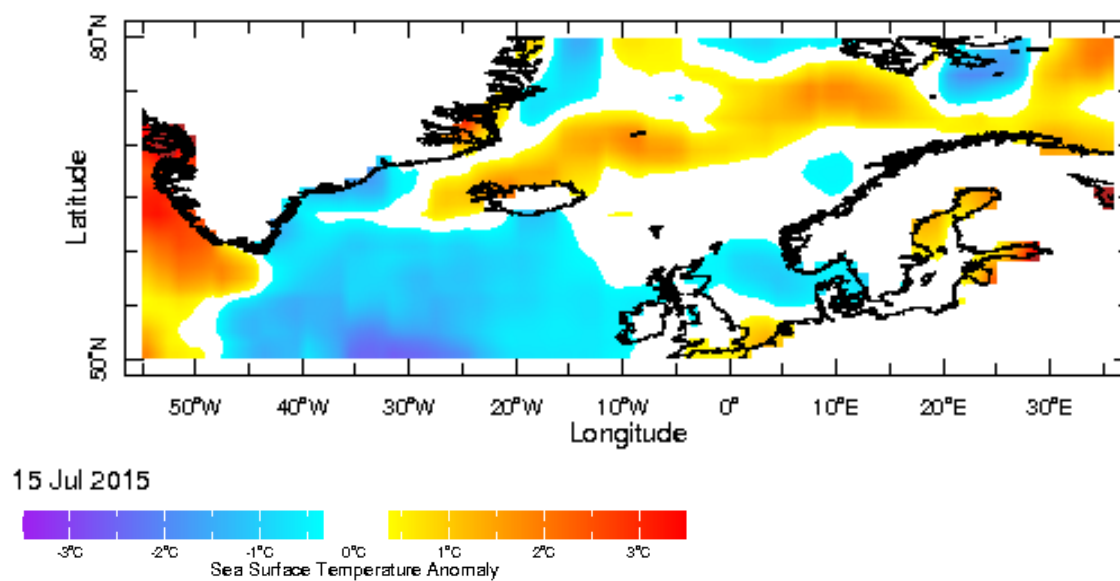 80°N
Latitude
50°N
50°W 40°W 30°W 20°W 10°W 0° 10°E 20°E 30°E
Longitude
15 Jul 2015
-3°C -2°C -1°C 0°C 1°C 2°C 3°C
Sea Surface Temperature Anomaly